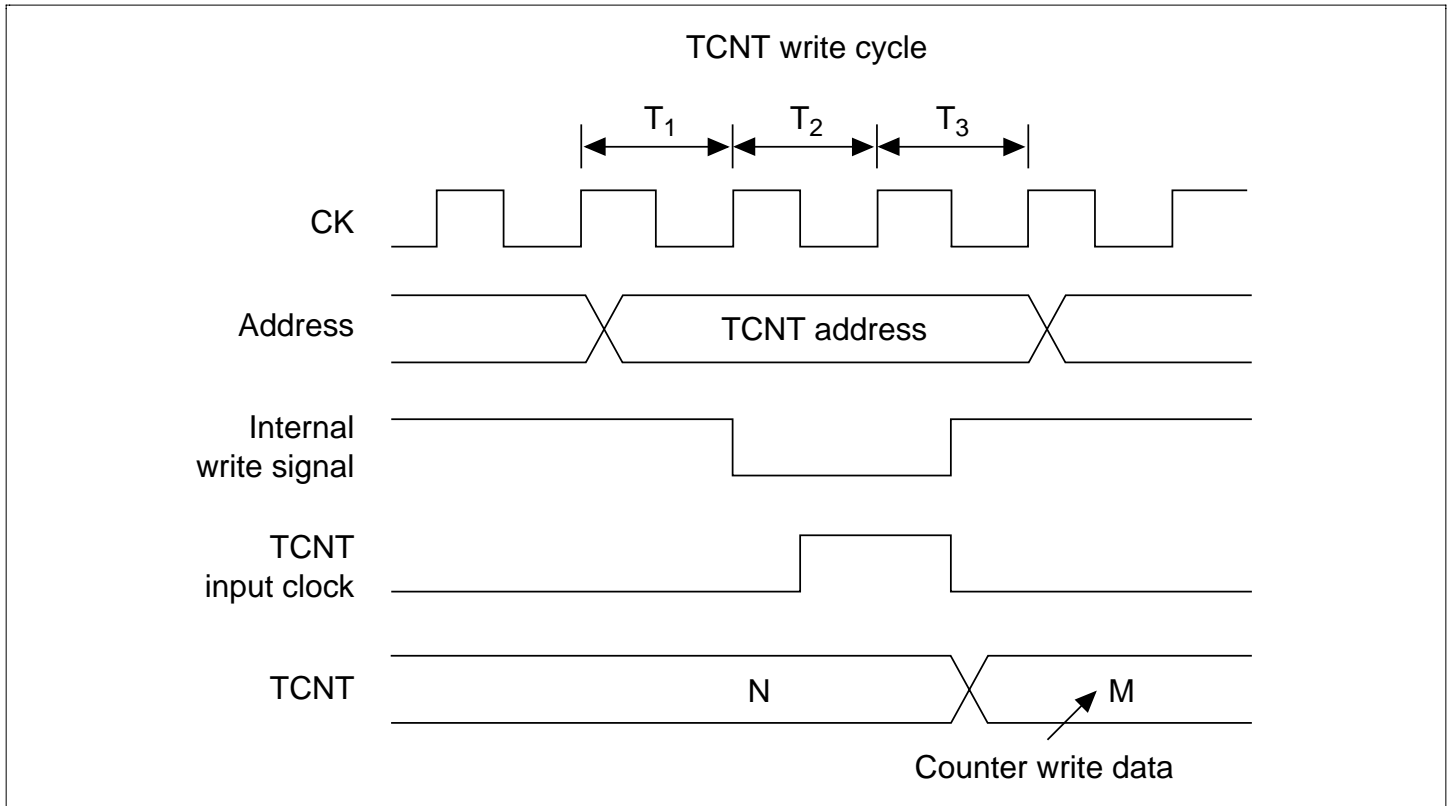 TCNT write cycle
T1 T2 T3
CK
Address
TCNT address
Internal
write signal
TCNT
input clock
TCNT
N
M
Counter write data